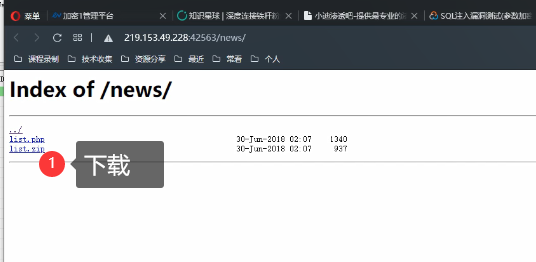 菜单
加密1管理平台
知识星球 | 深度连接铁杆粉
小迪渗透吧-提供最专业的
SQL注入漏洞测试(参数加密
219.153.49.228:42563/news/
课程录制
技术收集
资源分享
最近
常看
个人
Index of /news/
../
list.php 30-Jun-2018 02:07 1340
list.zip 30-Jun-2018 02:07 937
1
下载